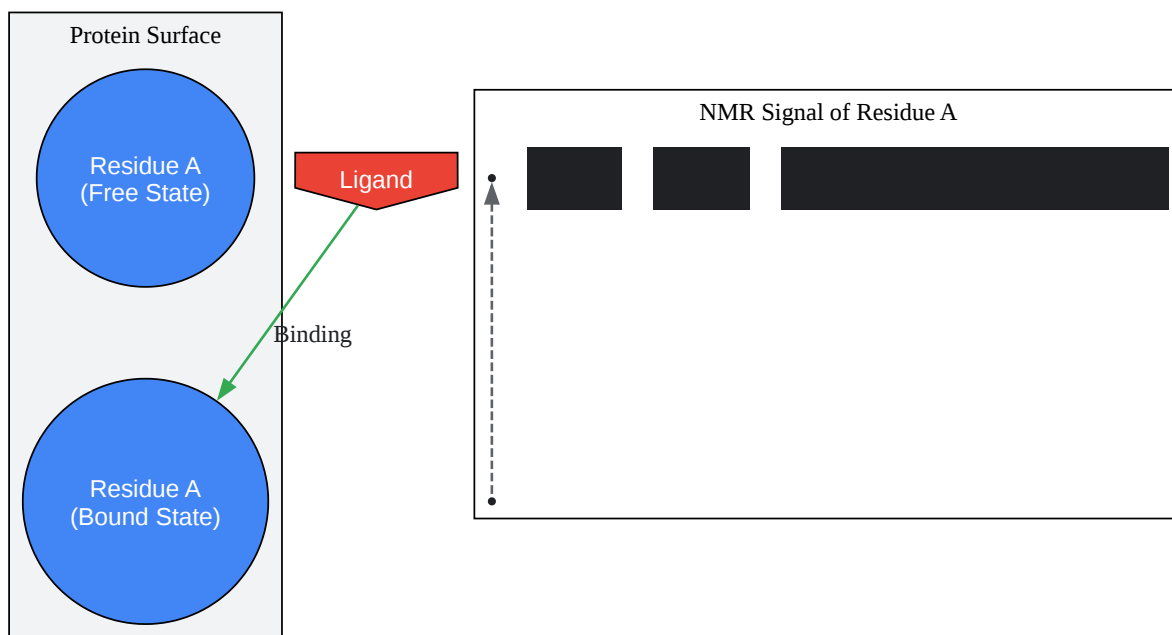 Protein Surface
Residue A
(Free State)
Ligand
Binding
Residue A
(Bound State)
NMR Signal of Residue A